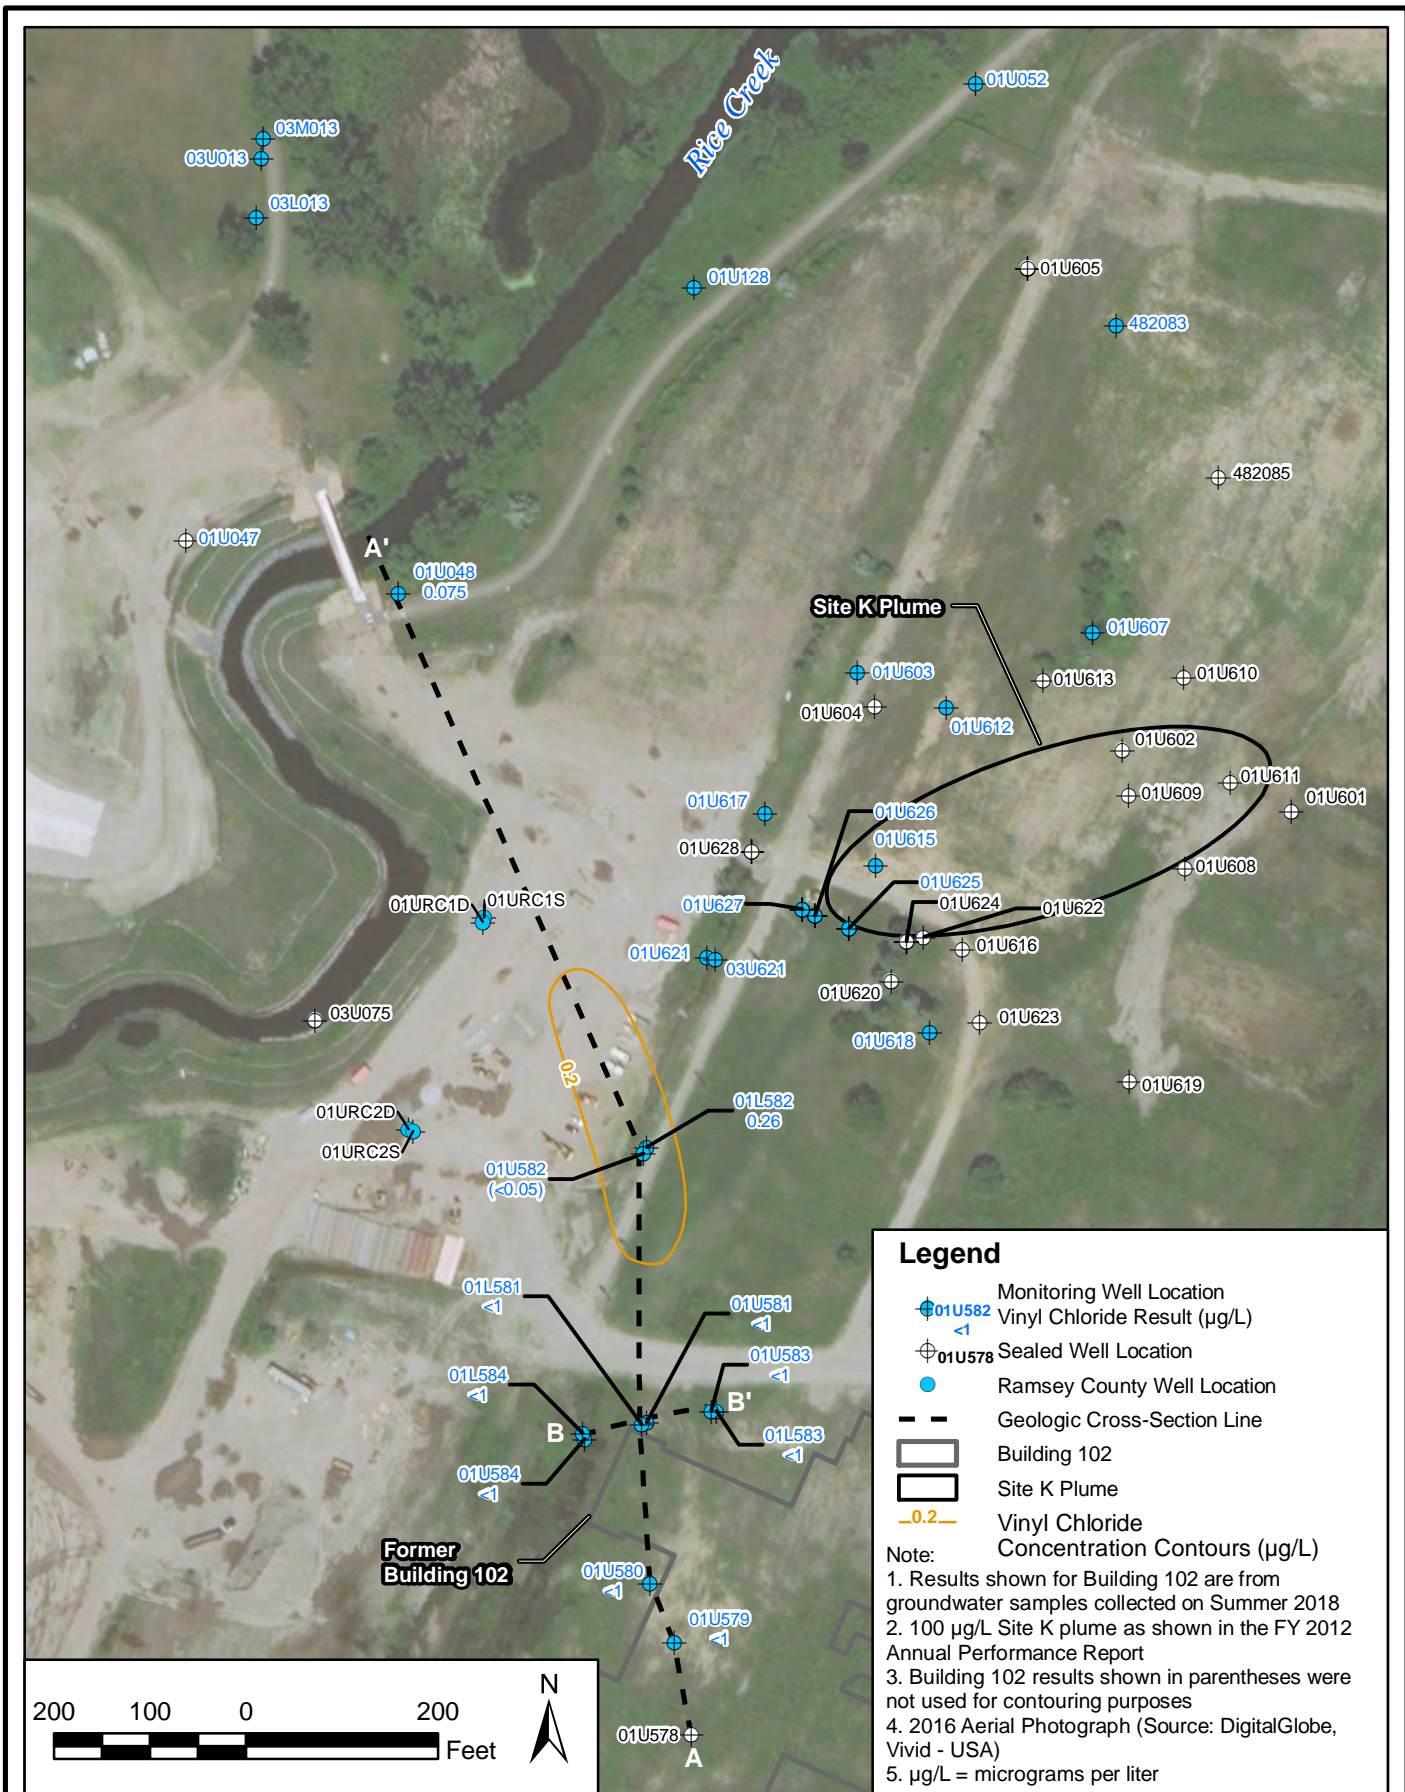 01U052
Rice Creek
03M013
03U013
03L013
01U128
01U605
482083
482085
01U047
A'
01U048
0.075
Site K Plume
01U607
01U603
01U613
01U610
01U604
01U612
01U602
01U611
01U609
01U601
01U617
01U626
01U628
01U615
01U608
01U625
01URC1D
01URC1S
01U627
01U624
01U622
01U621
03U621
01U616
01U620
03U075
01U623
01U618
0.2
01U619
01L582
0.26
01URC2D
01URC2S
01U582
(<0.05)
01L581
<1
01U581
<1
01U583
<1
01L584
<1
B'
B
01L583
<1
01U584
<1
Former
Building 102
01U580
<1
01U579
<1
01U578
A
200 100 0 200
Feet
N
Legend
01U582
<1
Monitoring Well Location
Vinyl Chloride Result (µg/L)
01U578 Sealed Well Location
Ramsey County Well Location
Geologic Cross-Section Line
Building 102
Site K Plume
0.2 Vinyl Chloride
Concentration Contours (µg/L)
Note:
1. Results shown for Building 102 are from
groundwater samples collected on Summer 2018
2. 100 µg/L Site K plume as shown in the FY 2012
Annual Performance Report
3. Building 102 results shown in parentheses were
not used for contouring purposes
4. 2016 Aerial Photograph (Source: DigitalGlobe,
Vivid - USA)
5. µg/L = micrograms per liter